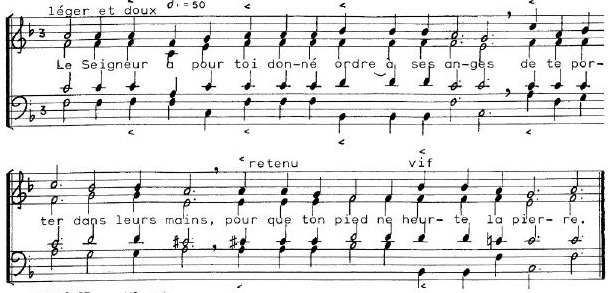 léger et doux ♩. = 50
Le Seigneur a pour toi don-né ordre à ses an-ges de te por-
retenu vif
ter dans leurs mains, pour que ton pied ne heur-te la pier-re.